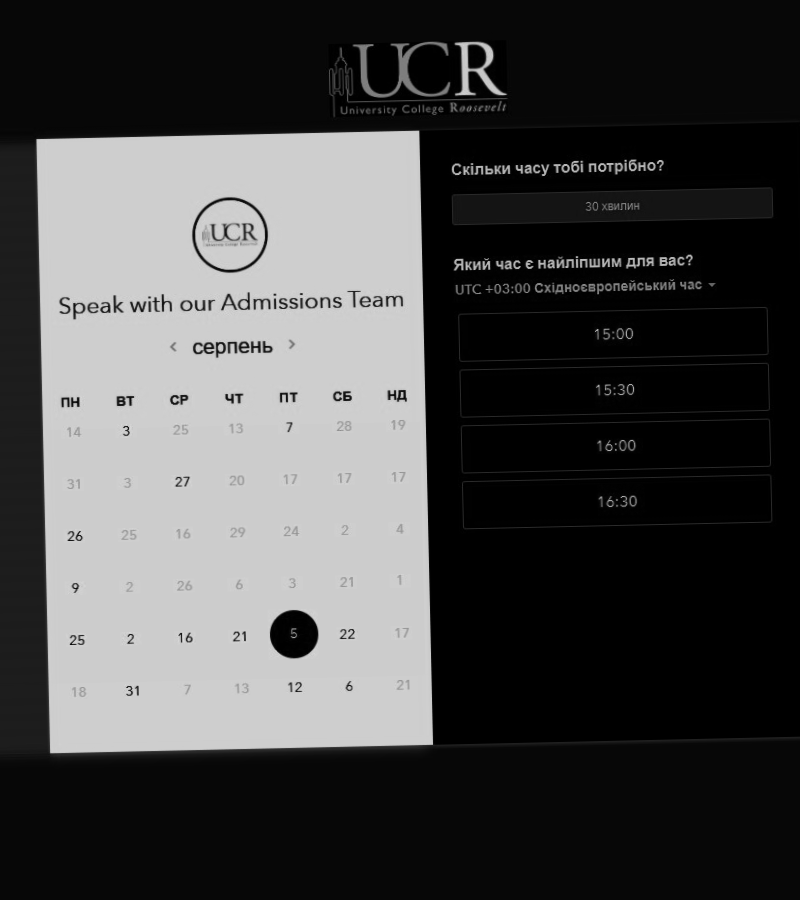 UCR
University College Roosevelt
UCR
Speak with our Admissions Team
< серпень >
ПН ВТ СР ЧТ ПТ СБ НД
14 3 25 13 7 28 19
31 3 27 20 17 17 17
26 25 16 29 24 2 4
9 2 26 6 3 21 1
25 2 16 21 5 22 17
18 31 7 13 12 6 21
Скільки часу тобі потрібно?
30 хвилин
Який час є найліпшим для вас?
UTC +03:00 Східноєвропейський час
15:00
15:30
16:00
16:30